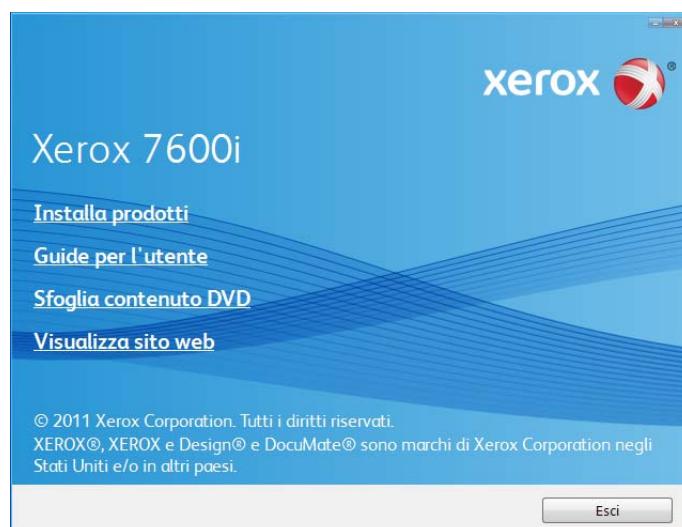 xerox ®
Xerox 7600i
Installa prodotti
Guide per l'utente
Sfoglia contenuto DVD
Visualizza sito web
© 2011 Xerox Corporation. Tutti i diritti riservati.
XEROX®, XEROX e Design® e DocuMate® sono marchi di Xerox Corporation negli
Stati Uniti e/o in altri paesi.
Esci